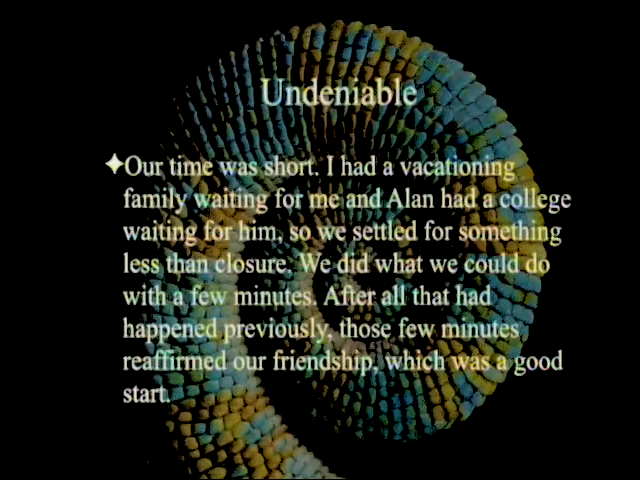 Undeniable
✦Our time was short. I had a vacationing
family waiting for me and Alan had a college
waiting for him, so we settled for something
less than closure. We did what we could do
with a few minutes. After all that had
happened previously, those few minutes
reaffirmed our friendship, which was a good
start.